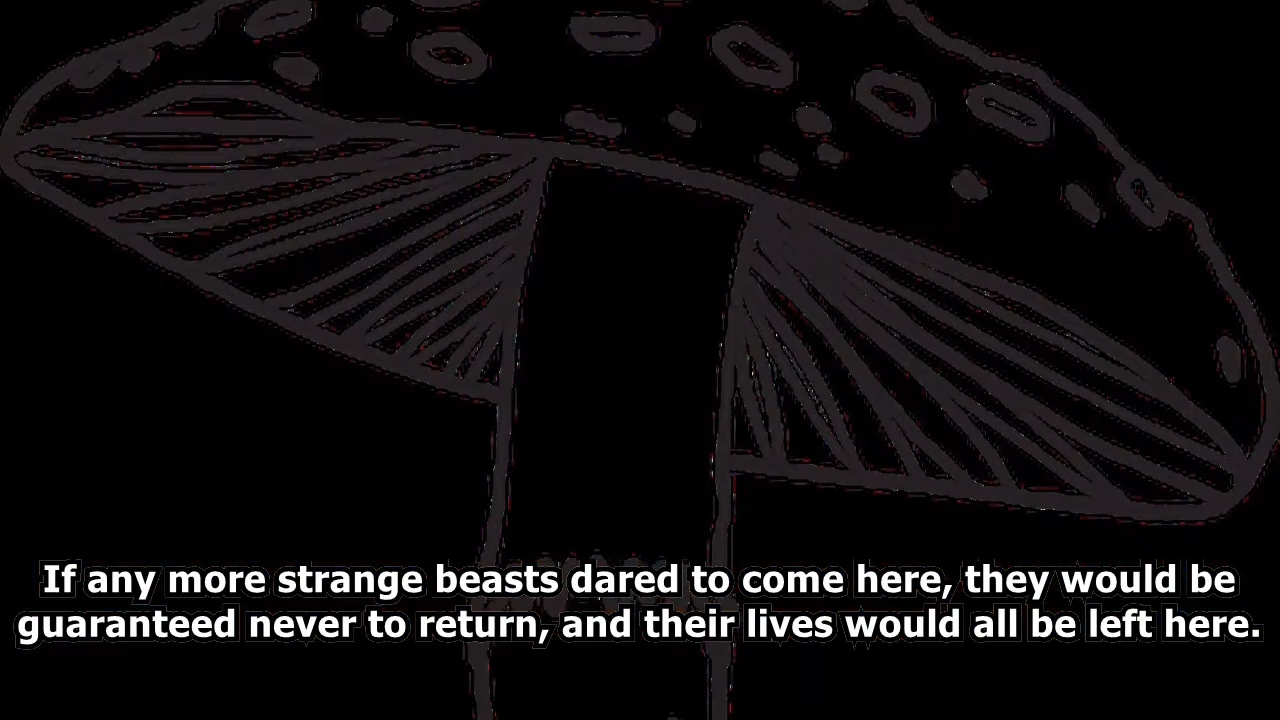 If any more strange beasts dared to come here, they would be
guaranteed never to return, and their lives would all be left here.